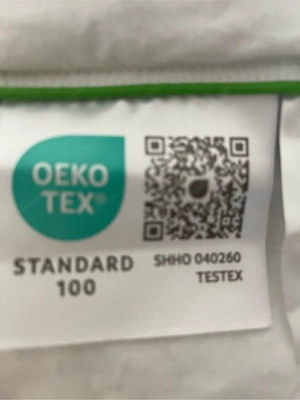 OEKO
TEX®
STANDARD
100
SHHO 040260
TESTEX